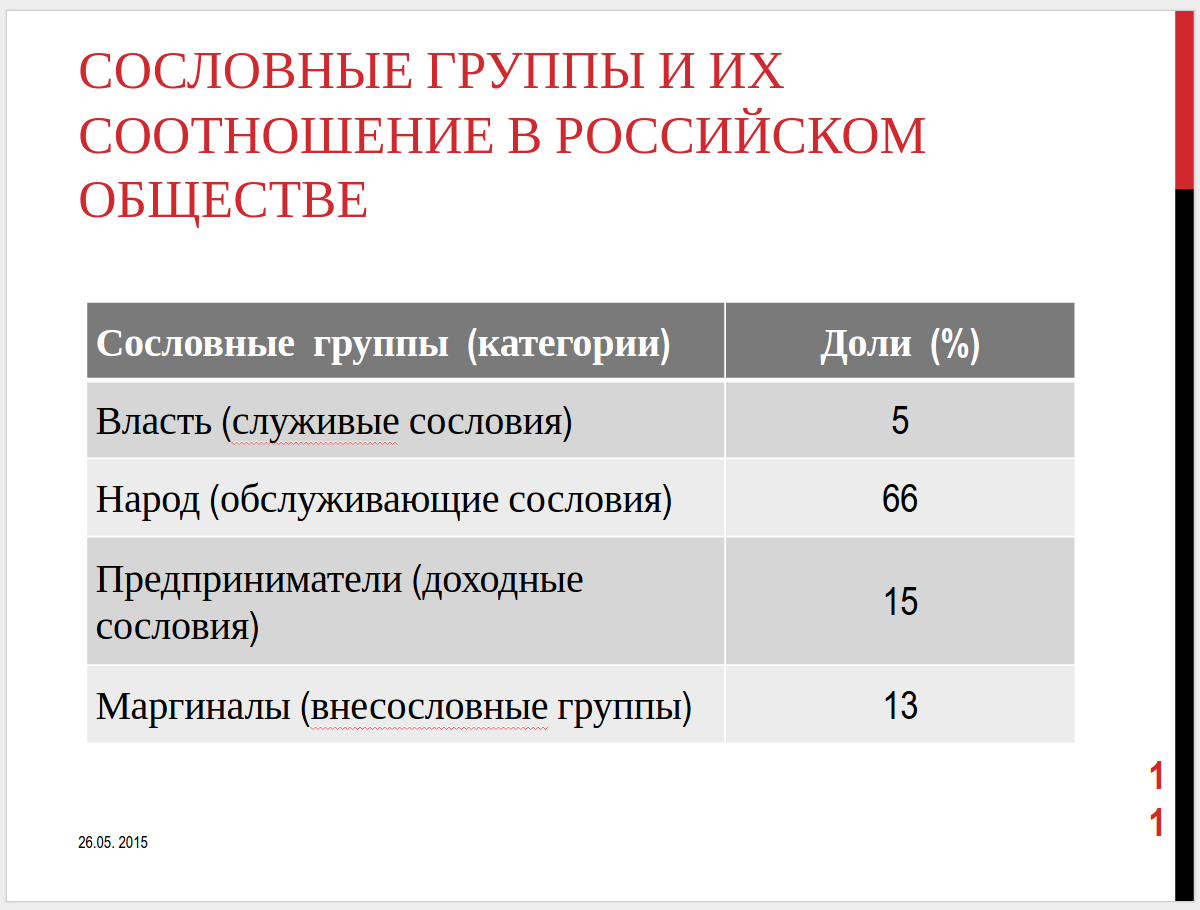 СОСЛОВНЫЕ ГРУППЫ И ИХ
СООТНОШЕНИЕ В РОССИЙСКОМ
ОБЩЕСТВЕ
Сословные группы (категории) Доли (%)
Власть (служивые сословия) 5
Народ (обслуживающие сословия) 66
Предприниматели (доходные
сословия) 15
Маргиналы (внесословные группы) 13
1
1
26.05. 2015